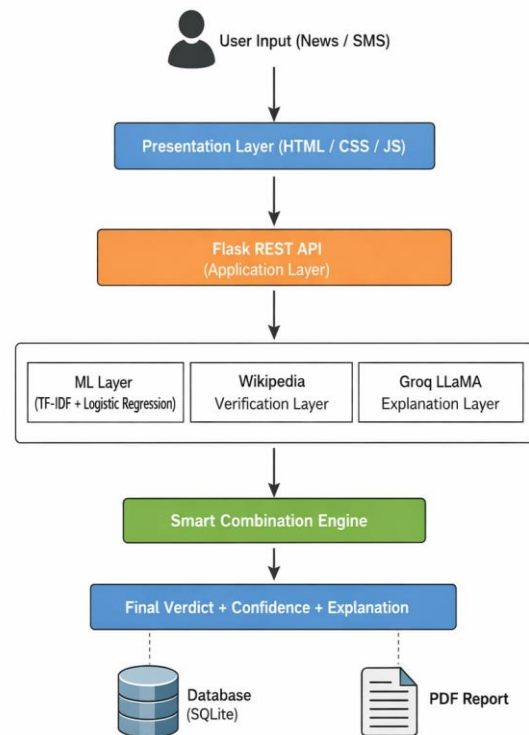 User Input (News / SMS)
Presentation Layer (HTML / CSS / JS)
Flask REST API
(Application Layer)
ML Layer
(TF-IDF + Logistic Regression)
Wikipedia
Verification Layer
Groq LLaMA
Explanation Layer
Smart Combination Engine
Final Verdict + Confidence + Explanation
Database
(SQLite)
PDF Report